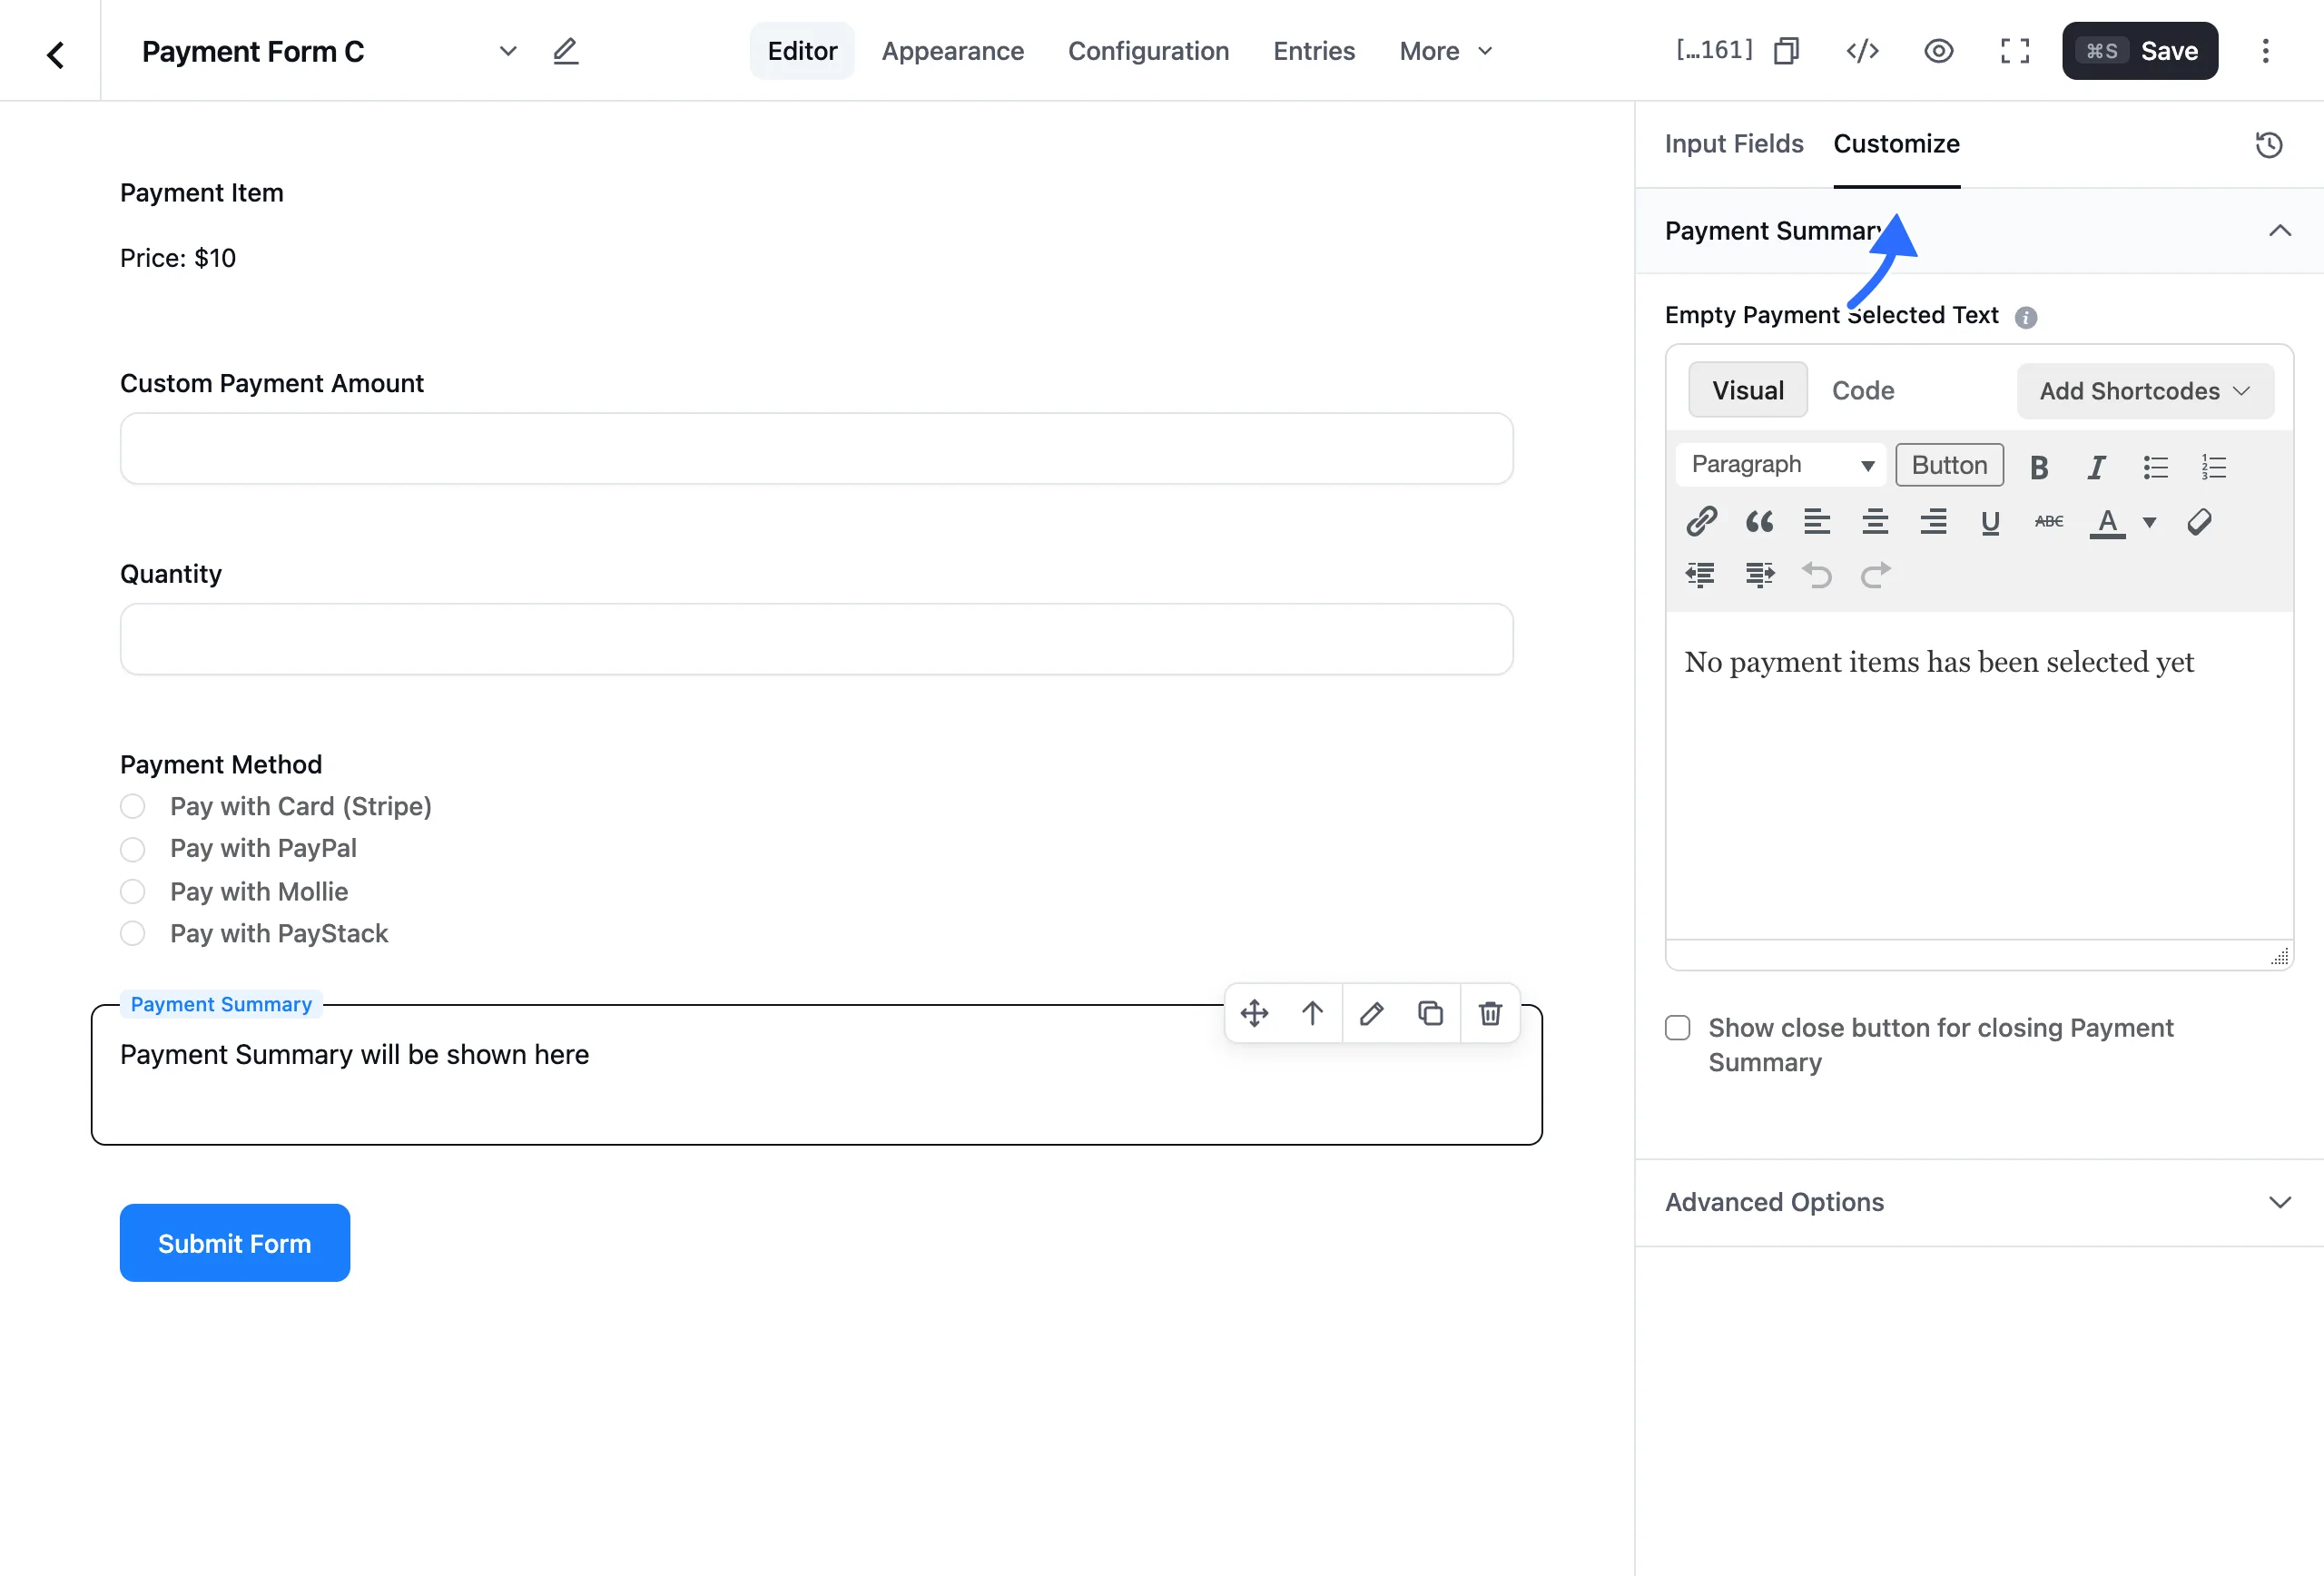 Payment Form C
Editor Appearance Configuration Entries More
[...161]
⌘S Save
Payment Item
Price: $10
Custom Payment Amount
Quantity
Payment Method
Pay with Card (Stripe)
Pay with PayPal
Pay with Mollie
Pay with PayStack
Payment Summary
Payment Summary will be shown here
Submit Form
Input Fields Customize
Payment Summary
Empty Payment Selected Text
Visual Code Add Shortcodes
Paragraph Button
ABC
No payment items has been selected yet
Show close button for closing Payment
Summary
Advanced Options